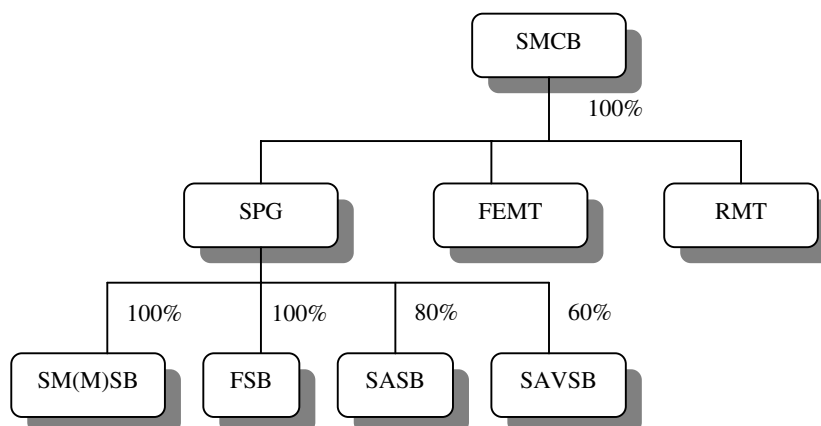 SMCB
100%
SPG FEMT RMT
100% 100% 80% 60%
SM(M)SB FSB SASB SAVSB